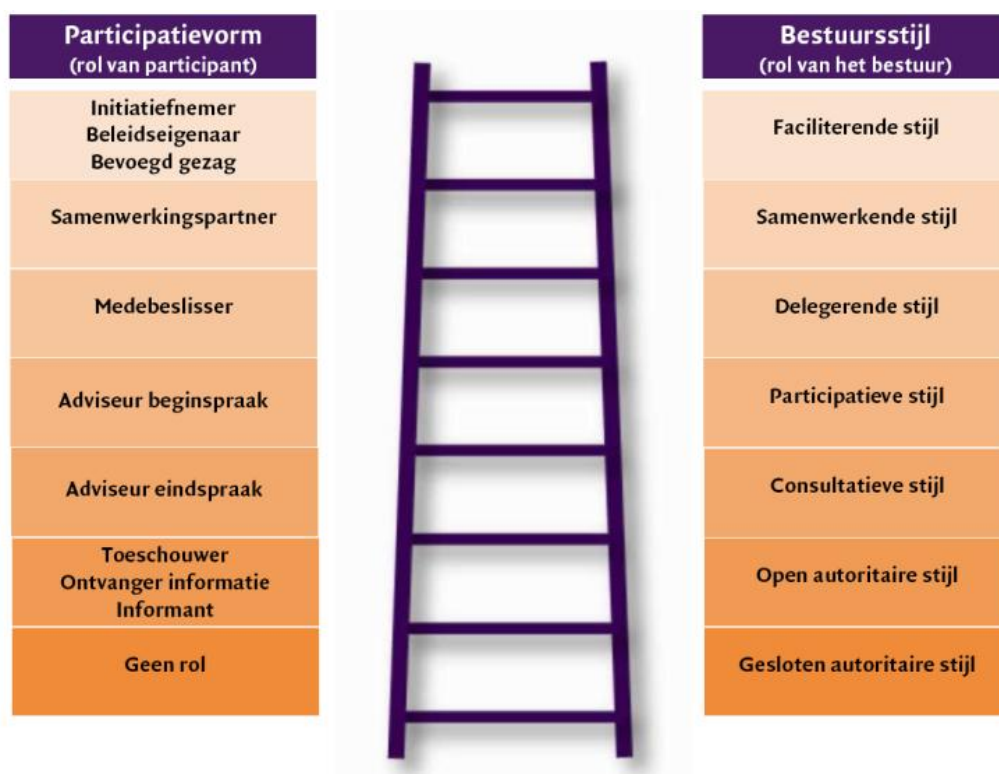 Participatievorm
(rol van participant)
Initiatiefnemer
Beleidseigenaar
Bevoegd gezag
Samenwerkingspartner
Medebeslisser
Adviseur beginspraak
Adviseur eindspraak
Toeschouwer
Ontvanger informatie
Informant
Geen rol
Bestuursstijl
(rol van het bestuur)
Faciliterende stijl
Samenwerkende stijl
Delegerende stijl
Participatieve stijl
Consultatieve stijl
Open autoritaire stijl
Gesloten autoritaire stijl